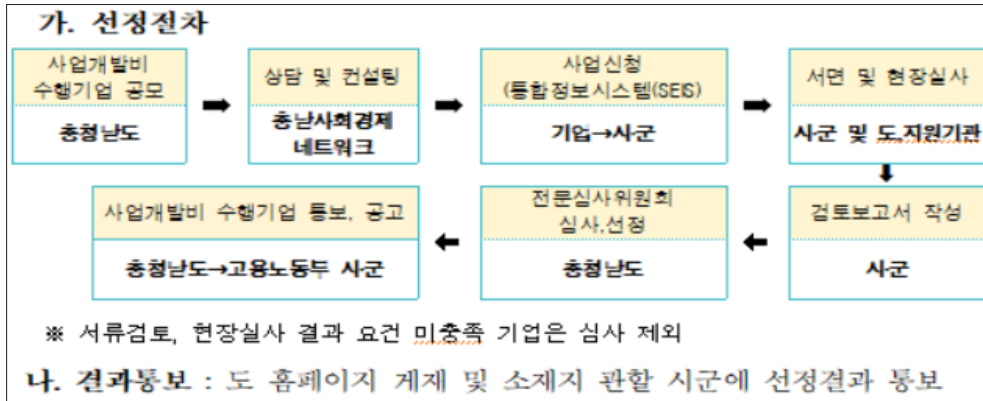 가. 선정절차
사업개발비
수행기업 공모
충청남도
상담 및 컨설팅
충남사회경제
네트워크
사업신청
(통합정보시스템(SEIS)
기업→시군
서면 및 현장실사
시군 및 도,지원기관
검토보고서 작성
시군
전문심사위원회
심사,선정
충청남도
사업개발비 수행기업 통보, 공고
충청남도→고용노동부 시군
※ 서류검토, 현장실사 결과 요건 미충족 기업은 심사 제외
나. 결과통보 : 도 홈페이지 게재 및 소재지 관할 시군에 선정결과 통보